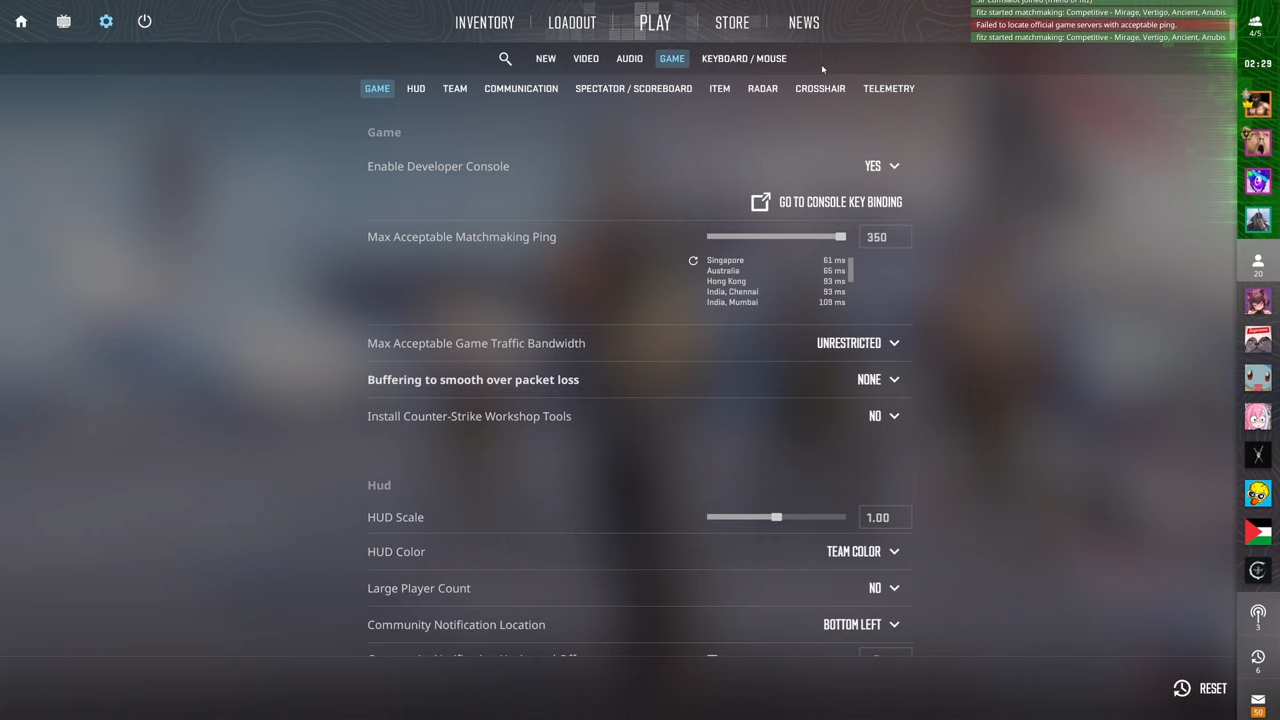 INVENTORY
LOADOUT
PLAY
STORE
NEWS
fitz started matchmaking: Competitive - Mirage, Vertigo, Ancient, Anubis
Failed to locate official game servers with acceptable ping.
fitz started matchmaking: Competitive - Mirage, Vertigo, Ancient, Anubis
4/5
NEW
VIDEO
AUDIO
GAME
KEYBOARD / MOUSE
02:29
GAME
HUD
TEAM
COMMUNICATION
SPECTATOR / SCOREBOARD
ITEM
RADAR
CROSSHAIR
TELEMETRY
Game
Enable Developer Console
YES
GO TO CONSOLE KEY BINDING
Max Acceptable Matchmaking Ping
350
Singapore 61 ms
Australia 65 ms
Hong Kong 93 ms
India, Chennai 93 ms
India, Mumbai 109 ms
20
Max Acceptable Game Traffic Bandwidth
UNRESTRICTED
Buffering to smooth over packet loss
NONE
Install Counter-Strike Workshop Tools
NO
Hud
HUD Scale
1.00
HUD Color
TEAM COLOR
Large Player Count
NO
Community Notification Location
BOTTOM LEFT
3
6
RESET
50